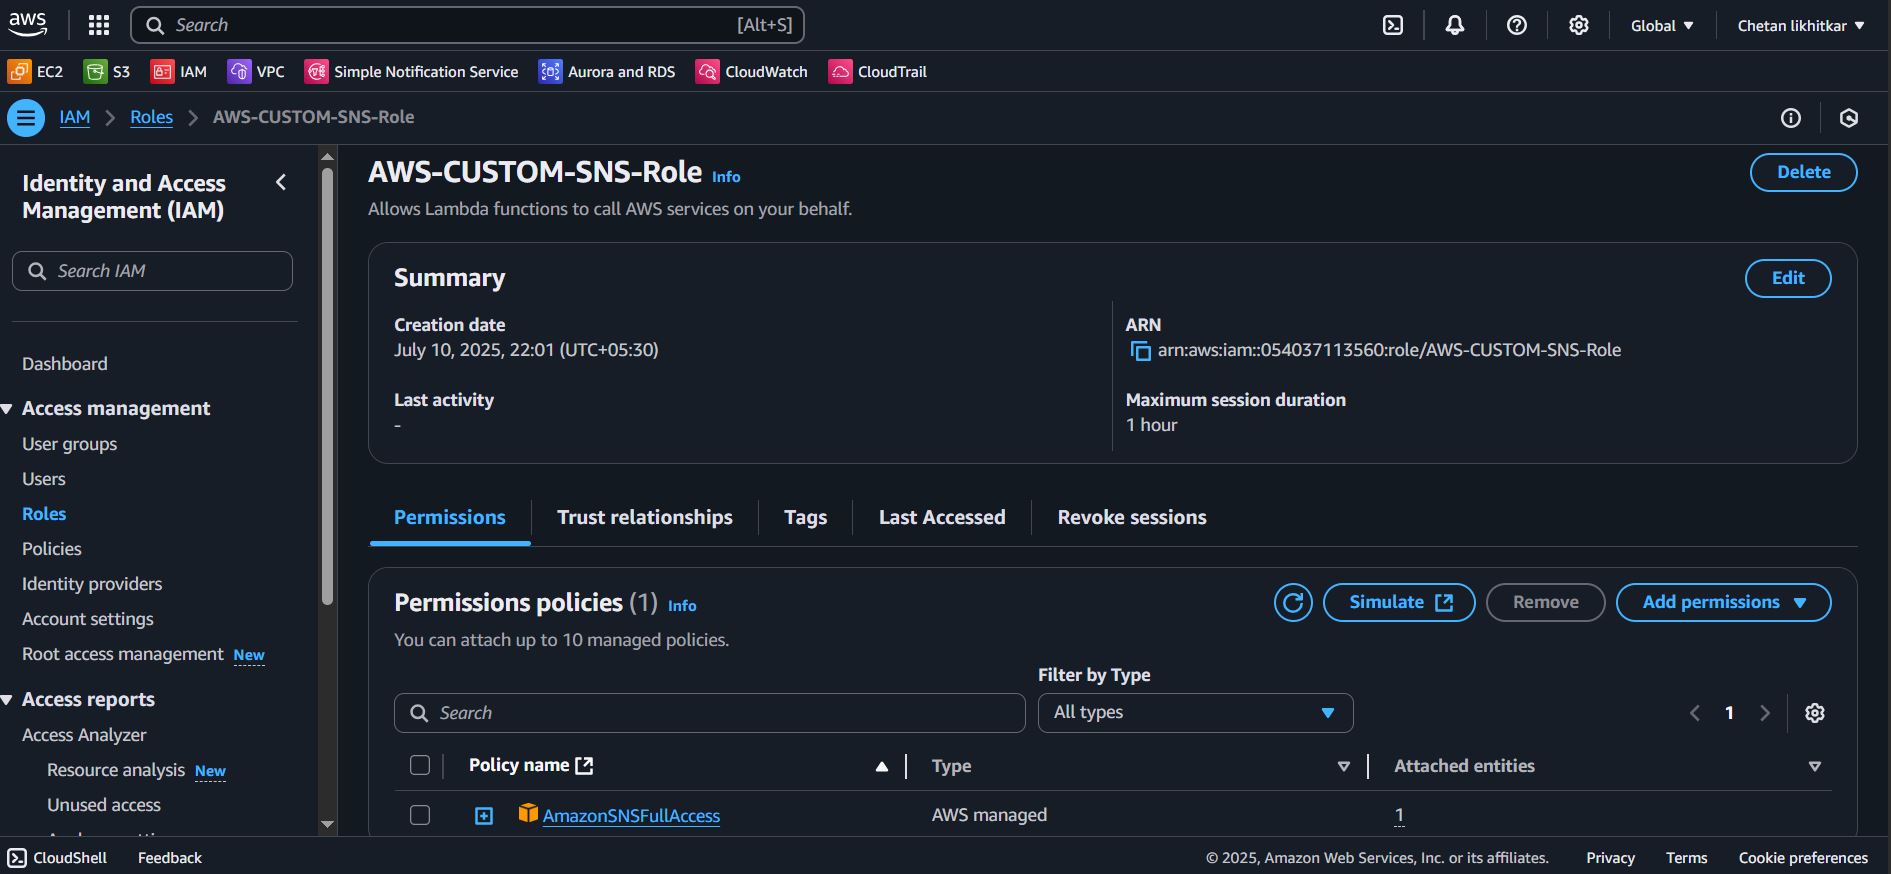 aws
Search [Alt+S]
Global
Chetan likhitkar
EC2 S3 IAM VPC Simple Notification Service Aurora and RDS CloudWatch CloudTrail
IAM > Roles > AWS-CUSTOM-SNS-Role
Identity and Access
Management (IAM)
Search IAM
Dashboard
Access management
User groups
Users
Roles
Policies
Identity providers
Account settings
Root access management New
Access reports
Access Analyzer
Resource analysis New
Unused access
AWS-CUSTOM-SNS-Role Info
Delete
Allows Lambda functions to call AWS services on your behalf.
Summary
Edit
Creation date
July 10, 2025, 22:01 (UTC+05:30)
ARN
arn:aws:iam::054037113560:role/AWS-CUSTOM-SNS-Role
Last activity
-
Maximum session duration
1 hour
Permissions
Trust relationships
Tags
Last Accessed
Revoke sessions
Permissions policies (1) Info
Simulate
Remove
Add permissions
You can attach up to 10 managed policies.
Filter by Type
Search
All types
1
Policy name
Type
Attached entities
AmazonSNSFullAccess
AWS managed
1
CloudShell
Feedback
© 2025, Amazon Web Services, Inc. or its affiliates.
Privacy
Terms
Cookie preferences